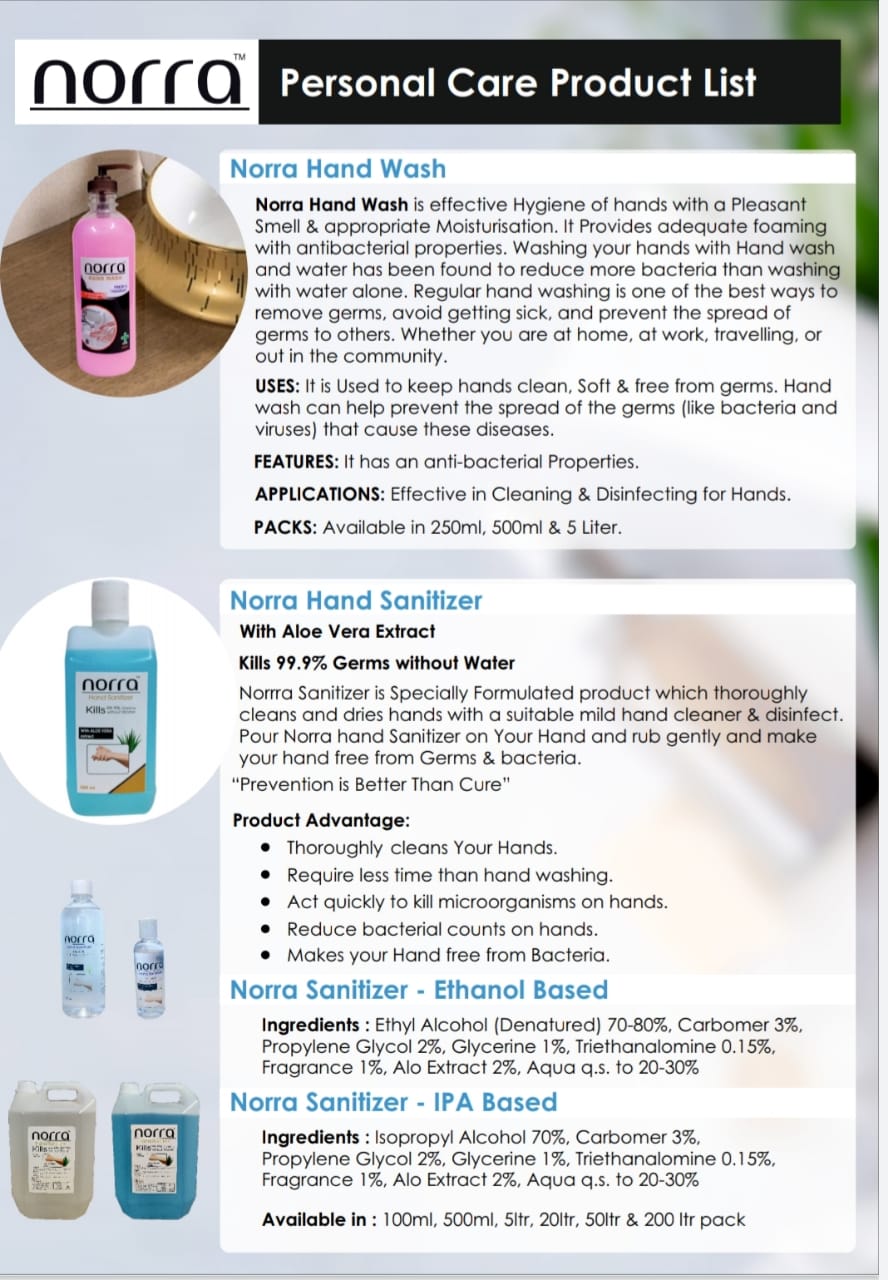 norra™
Personal Care Product List
Norra Hand Wash
Norra Hand Wash is effective Hygiene of hands with a Pleasant
Smell & appropriate Moisturisation. It Provides adequate foaming
with antibacterial properties. Washing your hands with Hand wash
and water has been found to reduce more bacteria than washing
with water alone. Regular hand washing is one of the best ways to
remove germs, avoid getting sick, and prevent the spread of
germs to others. Whether you are at home, at work, travelling, or
out in the community.
USES: It is Used to keep hands clean, Soft & free from germs. Hand
wash can help prevent the spread of the germs (like bacteria and
viruses) that cause these diseases.
FEATURES: It has an anti-bacterial Properties.
APPLICATIONS: Effective in Cleaning & Disinfecting for Hands.
PACKS: Available in 250ml, 500ml & 5 Liter.
norra
HAND WASH
Norra Hand Sanitizer
With Aloe Vera Extract
Kills 99.9% Germs without Water
Norrra Sanitizer is Specially Formulated product which thoroughly
cleans and dries hands with a suitable mild hand cleaner & disinfect.
Pour Norra hand Sanitizer on Your Hand and rub gently and make
your hand free from Germs & bacteria.
“Prevention is Better Than Cure”
Product Advantage:
● Thoroughly cleans Your Hands.
● Require less time than hand washing.
● Act quickly to kill microorganisms on hands.
● Reduce bacterial counts on hands.
● Makes your Hand free from Bacteria.
norra
Hand Sanitizer
Kills
With ALOE VERA
extract
norra
norra
Norra Sanitizer - Ethanol Based
Ingredients : Ethyl Alcohol (Denatured) 70-80%, Carbomer 3%,
Propylene Glycol 2%, Glycerine 1%, Triethanalomine 0.15%,
Fragrance 1%, Alo Extract 2%, Aqua q.s. to 20-30%
Norra Sanitizer - IPA Based
Ingredients : Isopropyl Alcohol 70%, Carbomer 3%,
Propylene Glycol 2%, Glycerine 1%, Triethanalomine 0.15%,
Fragrance 1%, Alo Extract 2%, Aqua q.s. to 20-30%
Available in : 100ml, 500ml, 5ltr, 20ltr, 50ltr & 200 ltr pack
norra
Kills
norra
Kills